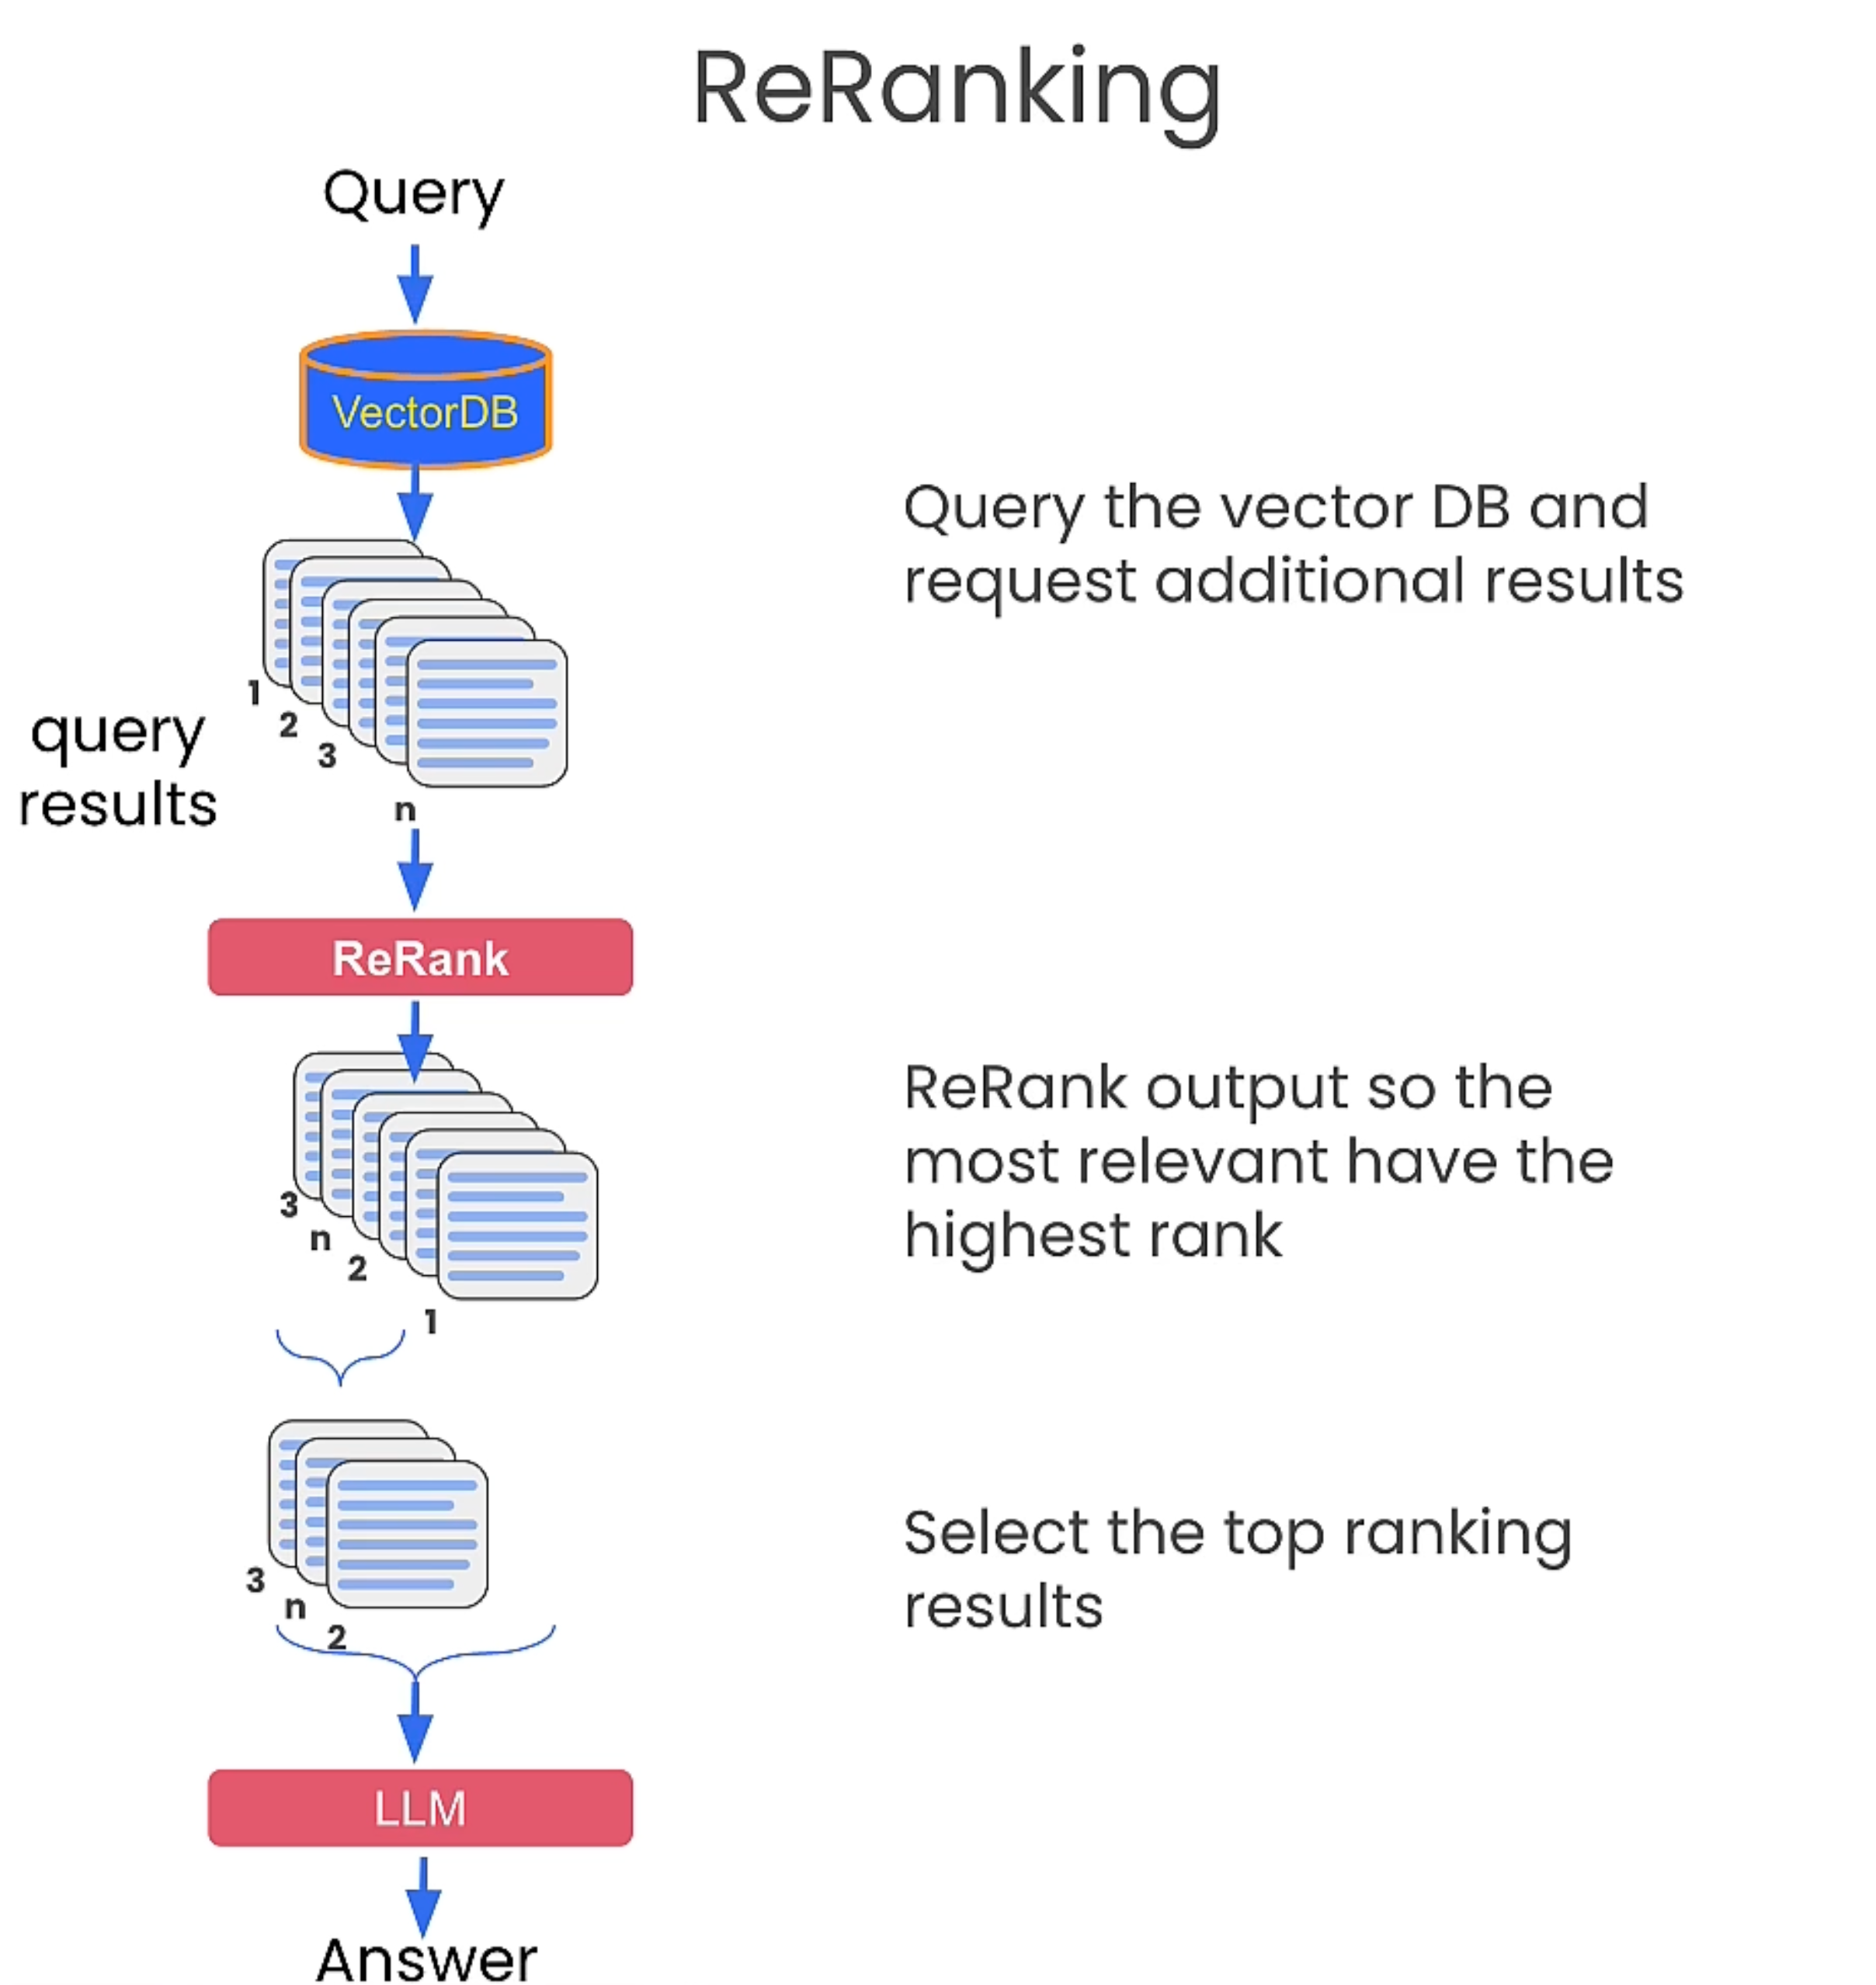 ReRanking
Query
VectorDB
Query the vector DB and
request additional results
1
2
3
n
query
results
ReRank
ReRank output so the
most relevant have the
highest rank
3
n
2
1
Select the top ranking
results
3
n
2
LLM
Answer